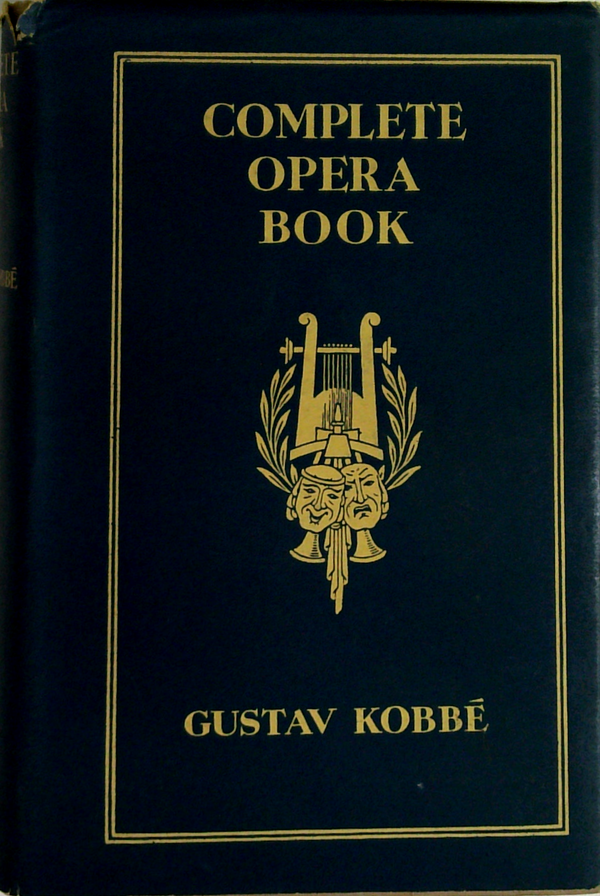 COMPLETE
OPERA
BOOK
GUSTAV KOBBÉ